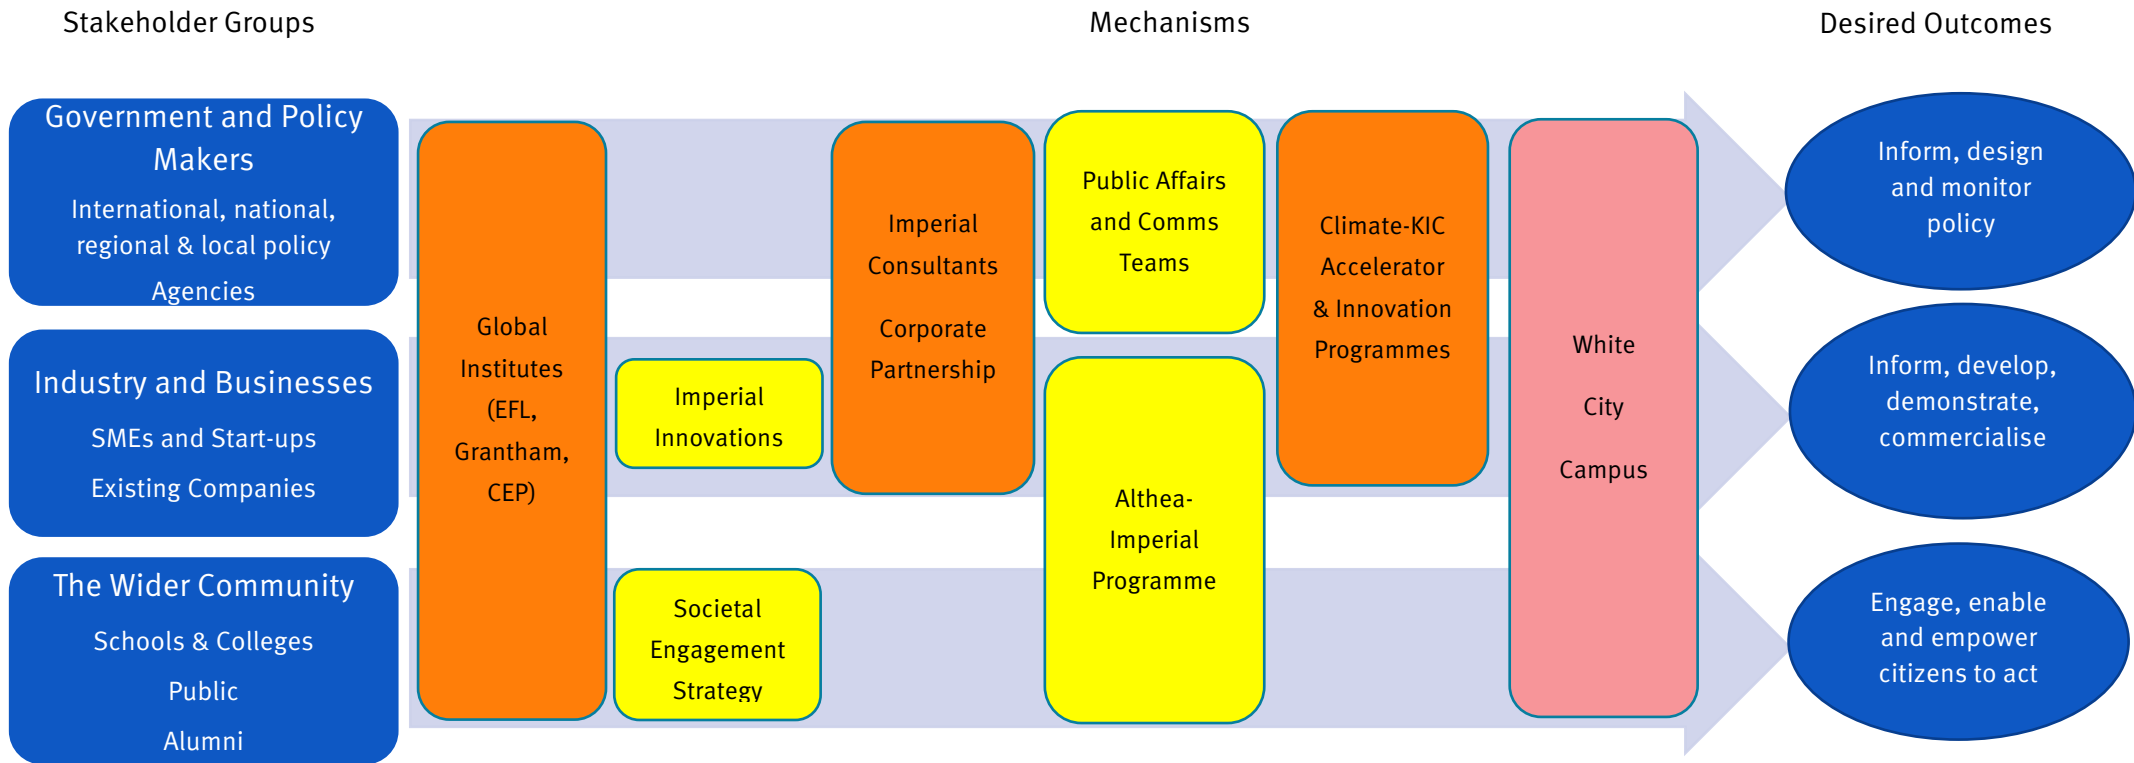 Stakeholder Groups
Mechanisms
Desired Outcomes
Government and Policy
Makers
International, national,
regional & local policy
Agencies
Industry and Businesses
SMEs and Start-ups
Existing Companies
The Wider Community
Schools & Colleges
Public
Alumni
Global
Institutes
(EFL,
Grantham,
CEP)
Imperial
Innovations
Societal
Engagement
Strategy
Imperial
Consultants
Corporate
Partnership
Public Affairs
and Comms
Teams
Althea-
Imperial
Programme
Climate-KIC
Accelerator
& Innovation
Programmes
White
City
Campus
Inform, design
and monitor
policy
Inform, develop,
demonstrate,
commercialise
Engage, enable
and empower
citizens to act